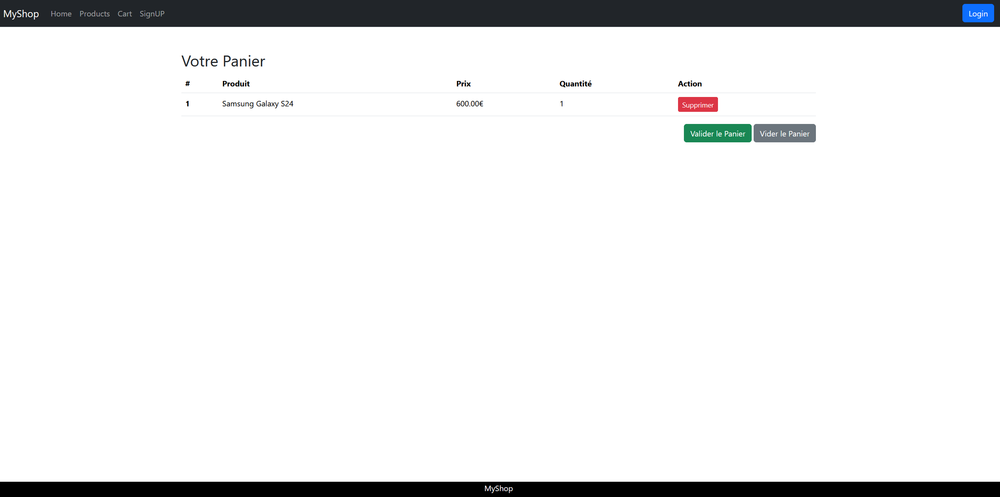 MyShop Home Products Cart SignUP Login
Votre Panier
# Produit Prix Quantité Action
1 Samsung Galaxy S24 600.00€ 1 Supprimer
Valider le Panier Vider le Panier
MyShop